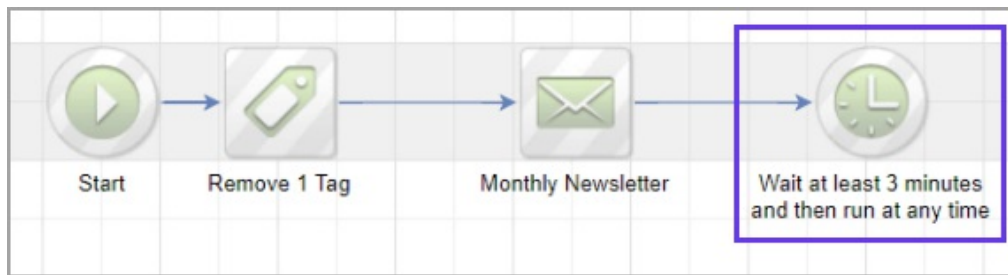 Start
Remove 1 Tag
Monthly Newsletter
Wait at least 3 minutes
and then run at any time